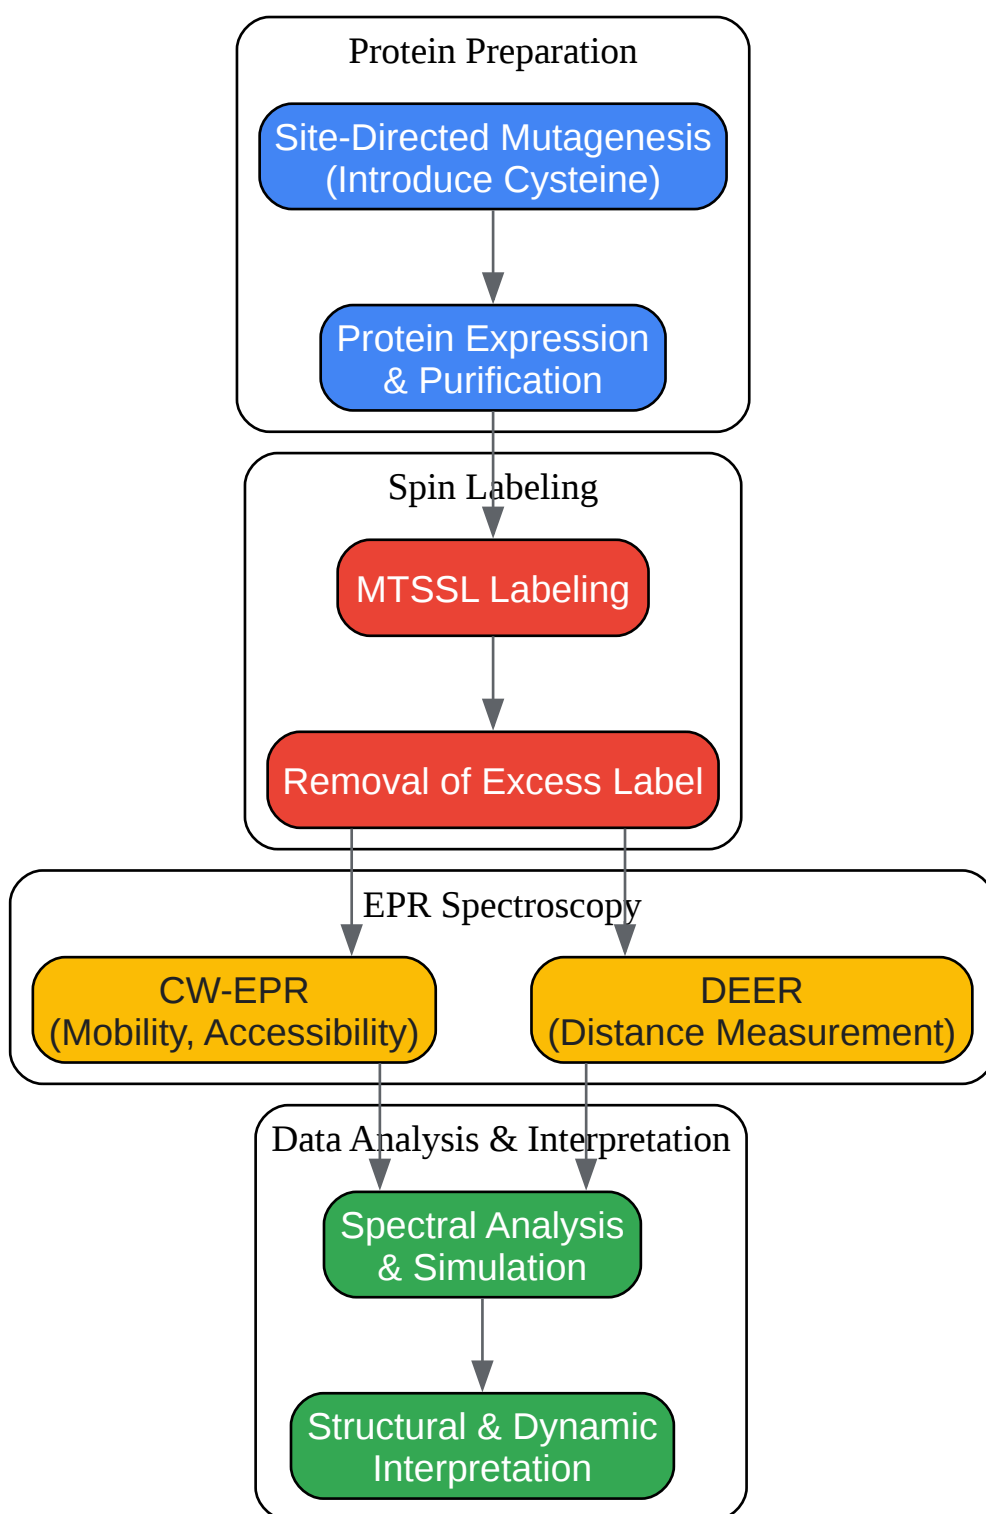 Protein Preparation
Site-Directed Mutagenesis
(Introduce Cysteine)
Protein Expression
& Purification
Spin Labeling
MTSSL Labeling
Removal of Excess Label
EPR Spectroscopy
CW-EPR
(Mobility, Accessibility)
DEER
(Distance Measurement)
Data Analysis & Interpretation
Spectral Analysis
& Simulation
Structural & Dynamic
Interpretation